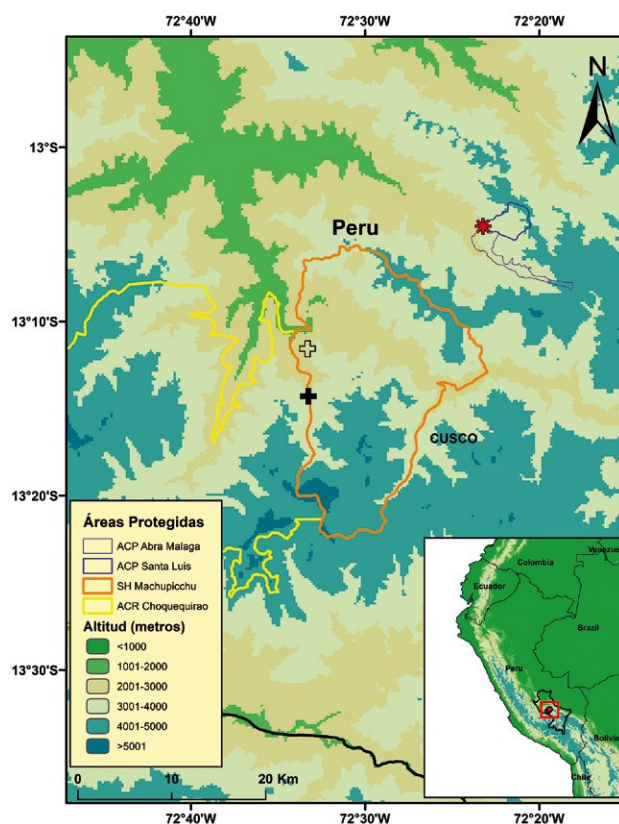 72°40'W 72°30'W 72°20'W
N
13°S
Peru
13°10'S
CUSCO
13°20'S
Áreas Protegidas
ACP Abra Malaga
ACP Santa Luis
SH Machupicchu
ACR Choquequirao
Altitud (metros)
<1000
1001-2000
2001-3000
3001-4000
4001-5000
>5001
13°30'S
0 10 20 Km
Colombia
Ecuador
Brazil
Peru
Bolivia
Chile
72°40'W 72°30'W 72°20'W